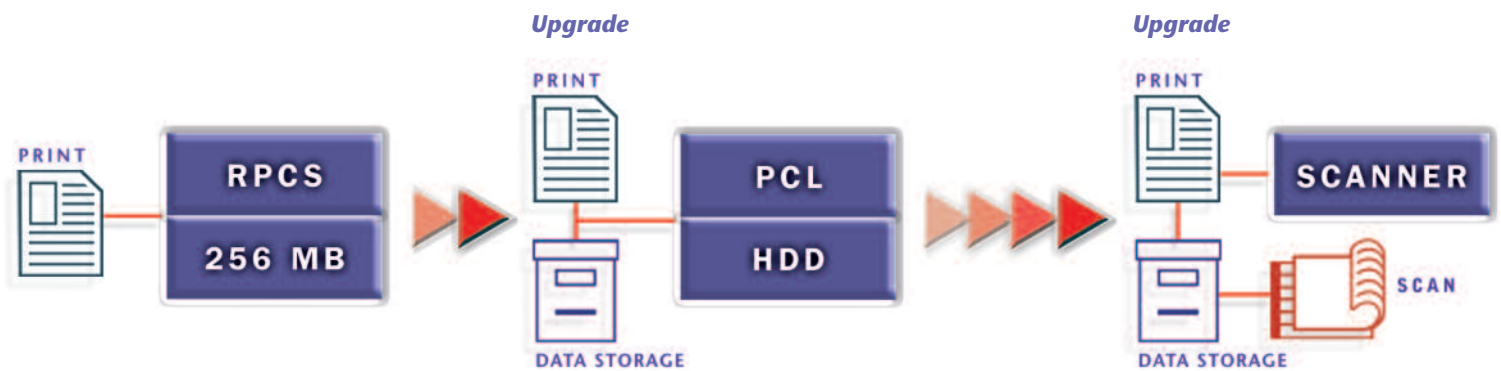 PRINT
RPCS
256 MB
Upgrade
PRINT
PCL
HDD
DATA STORAGE
Upgrade
PRINT
SCANNER
SCAN
DATA STORAGE